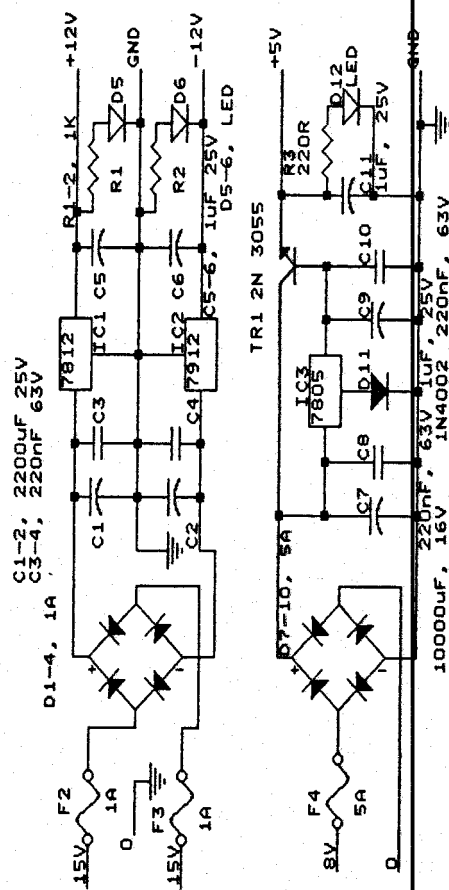 C1-2, 2200uF 25V
C3-4, 220nF 63V
D1-4, 1A
15V
F2
1A
0
15V
F3
1A
+
-
C1
C3
7812
IC1
C5
R1-2, 1K
R1
D5
+12V
GND
C2
C4
7912
IC2
C6
C5-6, 1uF 25V
R2
D6
D5-6, LED
-12V
8V
F4
5A
0
D7-10, 5A
+
-
TR1 2N 3055
C7
C8
IC3
7805
D11
C9
C10
R3
220R
C11
1uF, 25V
D12
LED
+5V
GND
10000uF, 16V
220nF, 63V
1N4002
1uF, 25V
220nF, 63V